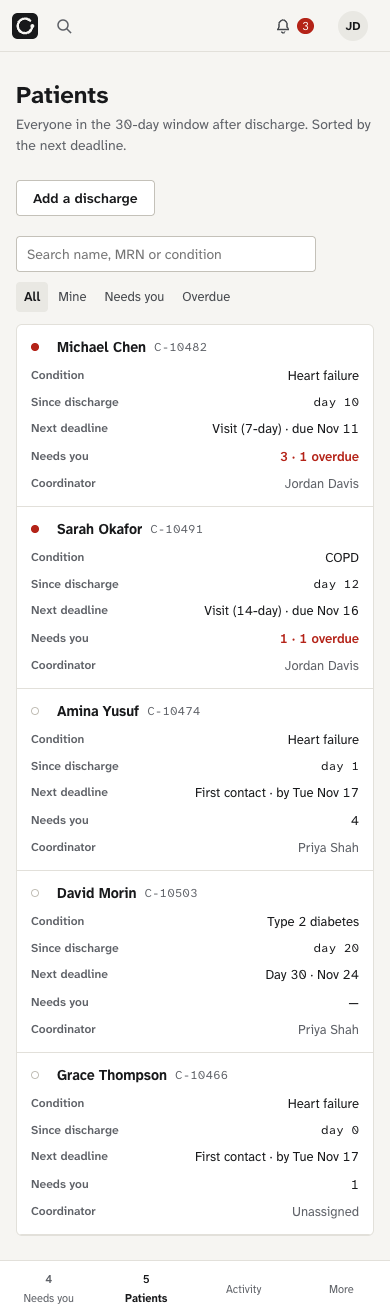 3
JD
Patients
Everyone in the 30-day window after discharge. Sorted by
the next deadline.
Add a discharge
Search name, MRN or condition
All Mine Needs you Overdue
Michael Chen C-10482
Condition Heart failure
Since discharge day 10
Next deadline Visit (7-day) · due Nov 11
Needs you 3 · 1 overdue
Coordinator Jordan Davis
Sarah Okafor C-10491
Condition COPD
Since discharge day 12
Next deadline Visit (14-day) · due Nov 16
Needs you 1 · 1 overdue
Coordinator Jordan Davis
Amina Yusuf C-10474
Condition Heart failure
Since discharge day 1
Next deadline First contact · by Tue Nov 17
Needs you 4
Coordinator Priya Shah
David Morin C-10503
Condition Type 2 diabetes
Since discharge day 20
Next deadline Day 30 · Nov 24
Needs you —
Coordinator Priya Shah
Grace Thompson C-10466
Condition Heart failure
Since discharge day 0
Next deadline First contact · by Tue Nov 17
Needs you 1
Coordinator Unassigned
4 5
Needs you Patients Activity More